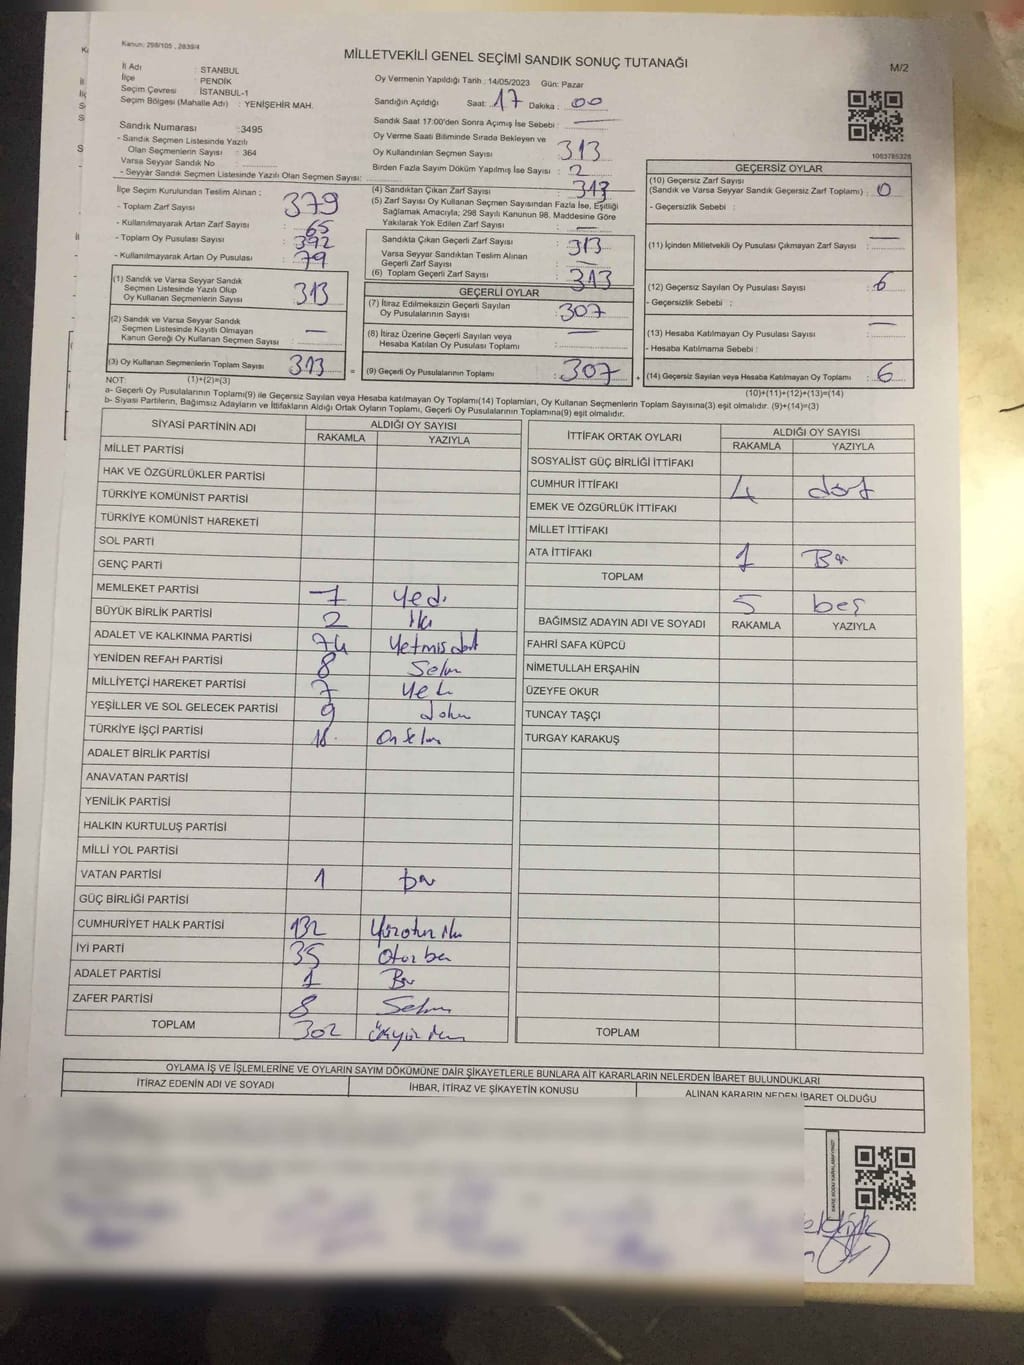 Kanun: 298/105 , 2839/4
MİLLETVEKİLİ GENEL SEÇİMİ SANDIK SONUÇ TUTANAĞI
M/2
İl Adı : STANBUL
İlçe : PENDİK
Seçim Çevresi : İSTANBUL-1
Seçim Bölgesi (Mahalle Adı) : YENİŞEHİR MAH.
Sandık Numarası :3495
- Sandık Seçmen Listesinde Yazılı
Olan Seçmenlerin Sayısı : 364
Varsa Seyyar Sandık No
- Seyyar Sandık Seçmen Listesinde Yazılı Olan Seçmen Sayısı:
Oy Vermenin Yapıldığı Tarih : 14/05/2023 Gün: Pazar
Sandığın Açıldığı Saat: 17 Dakika : 00
Sandık Saat 17:00'den Sonra Açımış İse Sebebi :
Oy Verme Saati Bitiminde Sırada Bekleyen ve
Oy Kullandırılan Seçmen Sayısı 313
Birden Fazla Sayım Döküm Yapılmış İse Sayısı : 2
1083785328
İlçe Seçim Kurulundan Teslim Alınan ;
- Toplam Zarf Sayısı 379
- Kullanılmayarak Artan Zarf Sayısı : 65
- Toplam Oy Pusulası Sayısı : 392
- Kullanılmayarak Artan Oy Pusulası : 79
(1) Sandık ve Varsa Seyyar Sandık
Seçmen Listesinde Yazılı Olup
Oy Kullanan Seçmenlerin Sayısı 313
(2) Sandık ve Varsa Seyyar Sandık
Seçmen Listesinde Kayıtlı Olmayan
Kanun Gereği Oy Kullanan Seçmen Sayısı :
(3) Oy Kullanan Seçmenlerin Toplam Sayısı 313
(1)+(2)=(3)
(4) Sandıktan Çıkan Zarf Sayısı : 313
(5) Zarf Sayısı Oy Kullanan Seçmen Sayısından Fazla İse, Eşitliği
Sağlamak Amacıyla; 298 Sayılı Kanunun 98. Maddesine Göre
Yakılarak Yok Edilen Zarf Sayısı :
Sandıkta Çıkan Geçerli Zarf Sayısı : 313
Varsa Seyyar Sandıktan Teslim Alınan
Geçerli Zarf Sayısı :
(6) Toplam Geçerli Zarf Sayısı : 313
GEÇERLİ OYLAR
(7) İtiraz Edilmeksizin Geçerli Sayılan
Oy Pusulalarının Sayısı : 307
(8) İtiraz Üzerine Geçerli Sayılan veya
Hesaba Katılan Oy Pusulası Toplamı :
= (9) Geçerli Oy Pusulalarının Toplamı : 307
GEÇERSİZ OYLAR
(10) Geçersiz Zarf Sayısı
(Sandık ve Varsa Seyyar Sandık Geçersiz Zarf Toplamı) : 0
- Geçersizlik Sebebi :
(11) İçinden Milletvekili Oy Pusulası Çıkmayan Zarf Sayısı :
(12) Geçersiz Sayılan Oy Pusulası Sayısı : 6
- Geçersizlik Sebebi :
(13) Hesaba Katılmayan Oy Pusulası Sayısı :
- Hesaba Katılmama Sebebi :
+ (14) Geçersiz Sayılan veya Hesaba Katılmayan Oy Toplamı : 6
(10)+(11)+(12)+(13)=(14)
NOT:
a- Geçerli Oy Pusulaları Toplamı(9) ile Geçersiz Sayılan veya Hesaba Katılmayan Oy Toplamı(14) Toplamları, Oy Kullanan Seçmenlerin Toplam Sayısına(3) eşit olmalıdır. (9)+(14)=(3)
b- Siyasi Partilerin, Bağımsız Adayların ve İttifakların Aldığı Ortak Oyların Toplamı, Geçerli Oy Pusulalarının Toplamına(9) eşit olmalıdır.
SİYASİ PARTİNİN ADI ALDIĞI OY SAYISI
RAKAMLA YAZIYLA
MİLLET PARTİSİ
HAK VE ÖZGÜRLÜKLER PARTİSİ
TÜRKİYE KOMÜNİST PARTİSİ
TÜRKİYE KOMÜNİST HAREKETİ
SOL PARTİ
GENÇ PARTİ
MEMLEKET PARTİSİ 7 yedi
BÜYÜK BİRLİK PARTİSİ 2 iki
ADALET VE KALKINMA PARTİSİ 74 yetmiş dört
YENİDEN REFAH PARTİSİ 8 Sekiz
MİLLİYETÇİ HAREKET PARTİSİ 7 yedi
YEŞİLLER VE SOL GELECEK PARTİSİ 9 dokuz
TÜRKİYE İŞÇİ PARTİSİ 18 on sekiz
ADALET BİRLİK PARTİSİ
ANAVATAN PARTİSİ
YENİLİK PARTİSİ
HALKIN KURTULUŞ PARTİSİ
MİLLİ YOL PARTİSİ
VATAN PARTİSİ 1 bir
GÜÇ BİRLİĞİ PARTİSİ
CUMHURİYET HALK PARTİSİ 132 Yüzotuz iki
İYİ PARTİ 35 Otuz beş
ADALET PARTİSİ 1 Bir
ZAFER PARTİSİ 8 Sekiz
TOPLAM 302 üçyüz iki
İTTİFAK ORTAK OYLARI ALDIĞI OY SAYISI
RAKAMLA YAZIYLA
SOSYALİST GÜÇ BİRLİĞİ İTTİFAKI
CUMHUR İTTİFAKI 4 dört
EMEK VE ÖZGÜRLÜK İTTİFAKI
MİLLET İTTİFAKI
ATA İTTİFAKI 1 Bir
TOPLAM 5 beş
BAĞIMSIZ ADAYIN ADI VE SOYADI RAKAMLA YAZIYLA
FAHRİ SAFA KÜPCÜ
NİMETULLAH ERŞAHİN
ÜZEYFE OKUR
TUNCAY TAŞÇI
TURGAY KARAKUŞ
TOPLAM
OYLAMA İŞ VE İŞLEMLERİNE VE OYLARIN SAYIM DÖKÜMÜNE DAİR ŞİKAYETLERLE BUNLARA AİT KARARLARIN NELERDEN İBARET BULUNDUKLARI
İTİRAZ EDENİN ADI VE SOYADI İHBAR, İTİRAZ VE ŞİKAYETİN KONUSU ALINAN KARARIN NEDEN İBARET OLDUĞU